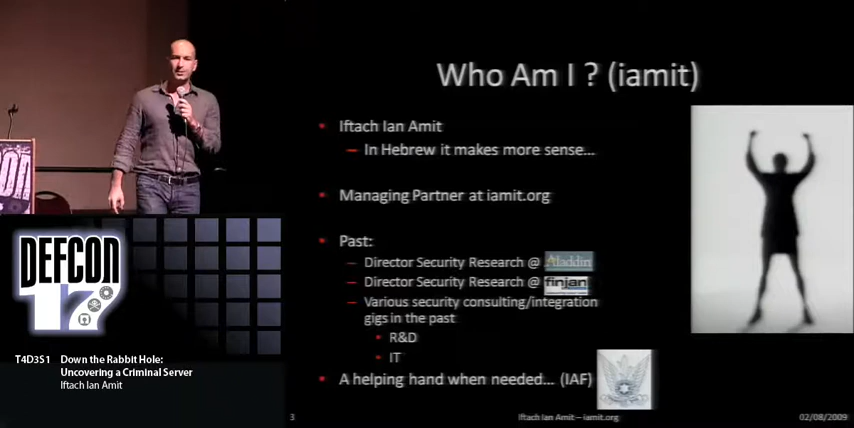 Who Am I ? (iamit)
Iftach Ian Amit
– In Hebrew it makes more sense...
Managing Partner at iamit.org
Past:
– Director Security Research @ Aladdin
– Director Security Research @ finjan
– Various security consulting/integration
gigs in the past
R&D
IT
A helping hand when needed... (IAF)
3
Iftach Ian Amit – iamit.org
02/08/2009
DEFCON
17
T4D3S1
Down the Rabbit Hole:
Uncovering a Criminal Server
Iftach Ian Amit